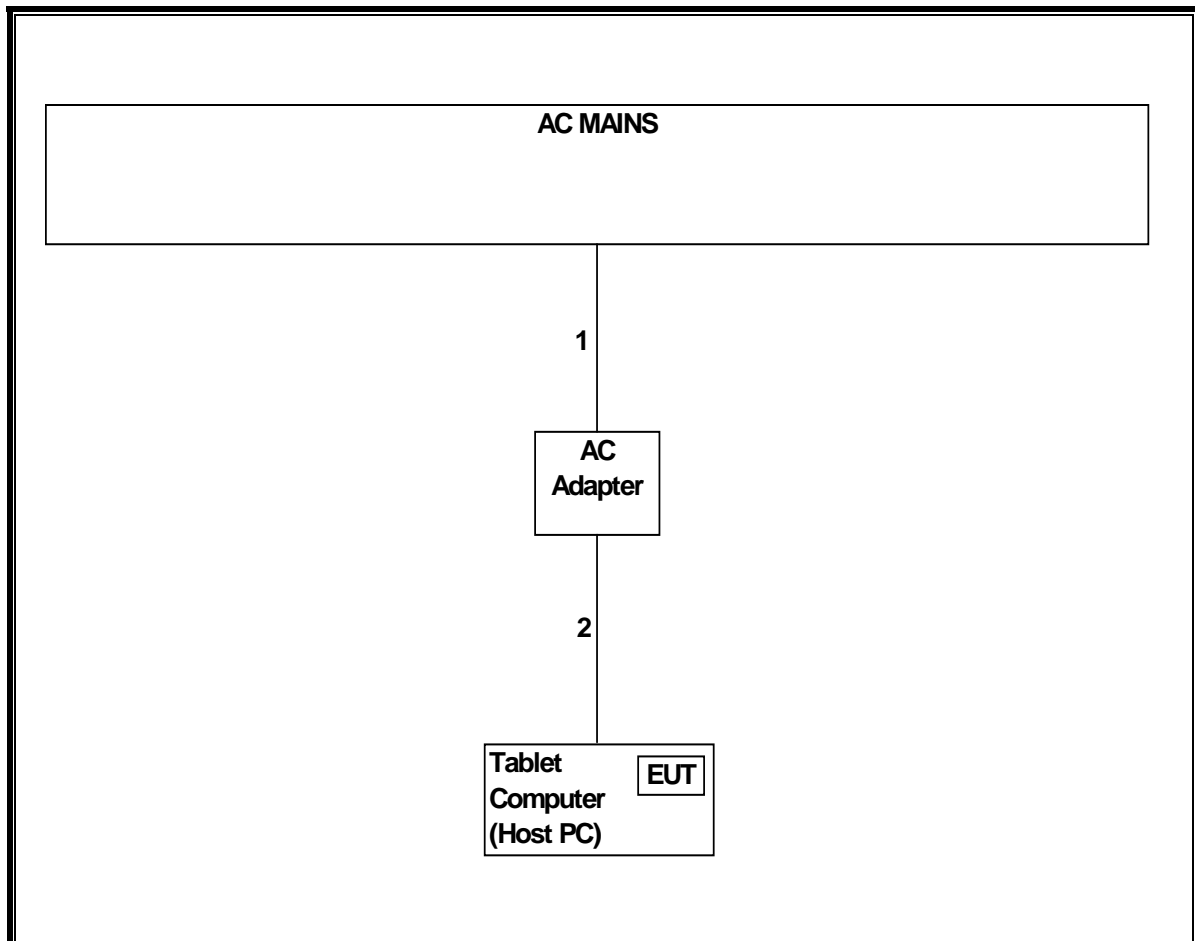 AC MAINS
1
AC
Adapter
2
Tablet
Computer
(Host PC)
EUT